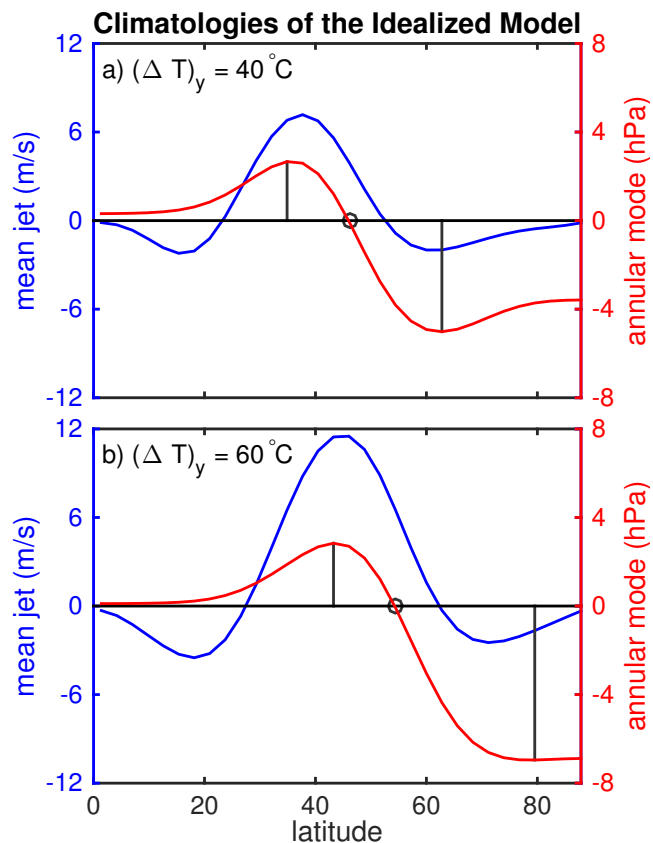 Climatologies of the Idealized Model
a) (Δ T)y = 40 °C
12
6
0
-6
-12
mean jet (m/s)
8
4
0
-4
-8
annular mode (hPa)
b) (Δ T)y = 60 °C
12
6
0
-6
-12
mean jet (m/s)
8
4
0
-4
-8
annular mode (hPa)
0 20 40 60 80
latitude